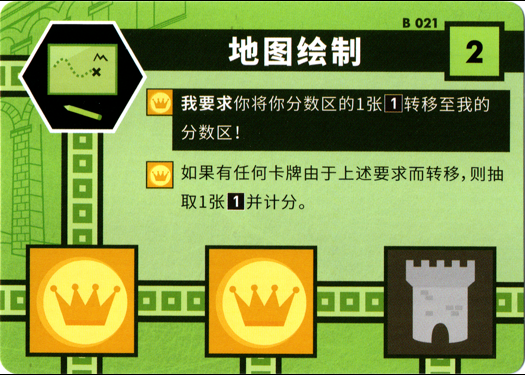 B 021
地图绘制
2
我要求你将你分数区的1张1转移至我的
分数区！
如果有任何卡牌由于上述要求而转移，则抽
取1张1并计分。